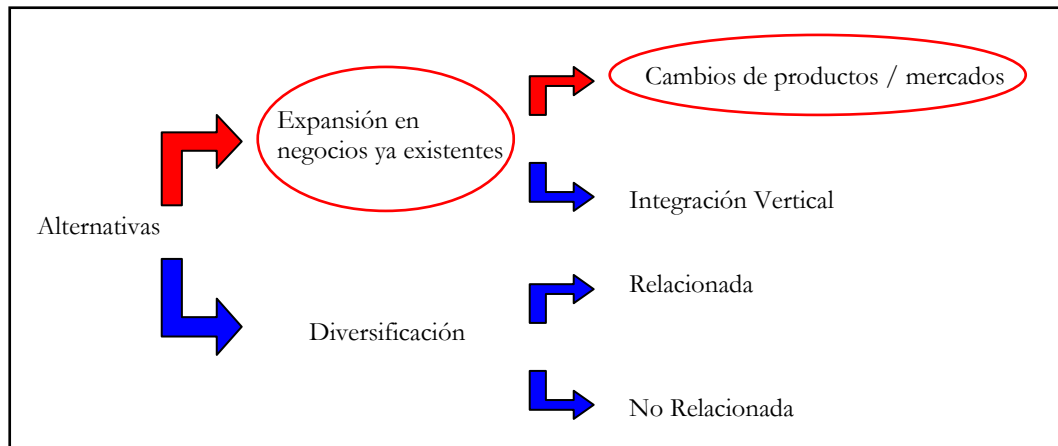 Cambios de productos / mercados
Expansión en
negocios ya existentes
Integración Vertical
Alternativas
Relacionada
Diversificación
No Relacionada